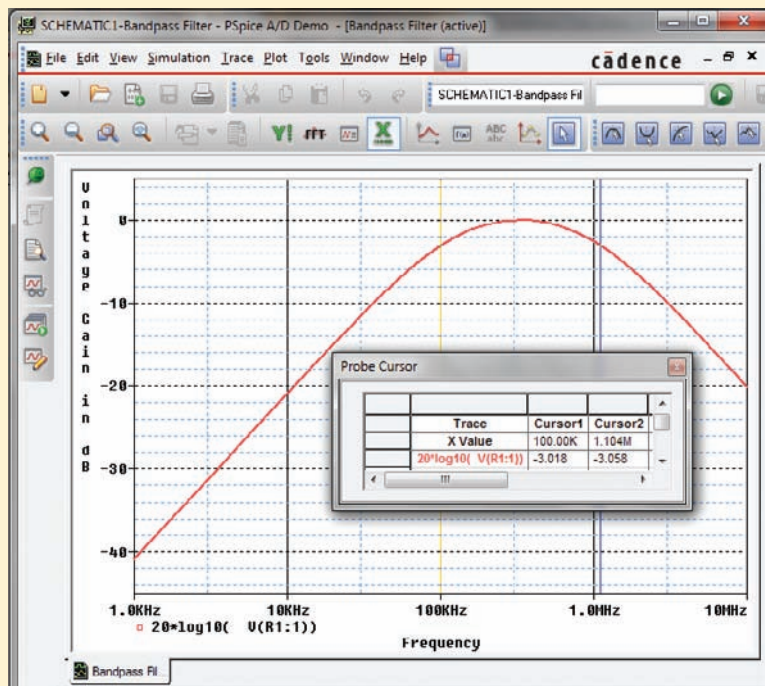 SCHEMATIC1-Bandpass Filter - PSpice A/D Demo - [Bandpass Filter (active)]
File Edit View Simulation Trace Plot Tools Window Help
cādence
SCHEMATIC1-Bandpass Fil
ABC
abc
Voltage Gain in dB
0
-10
-20
-30
-40
Probe Cursor
Trace Cursor1 Cursor2
X Value 100.00K 1.104M
20*log10( V(R1:1)) -3.018 -3.058
1.0KHz 10KHz 100KHz 1.0MHz 10MHz
20*log10( V(R1:1))
Frequency
Bandpass Fil...